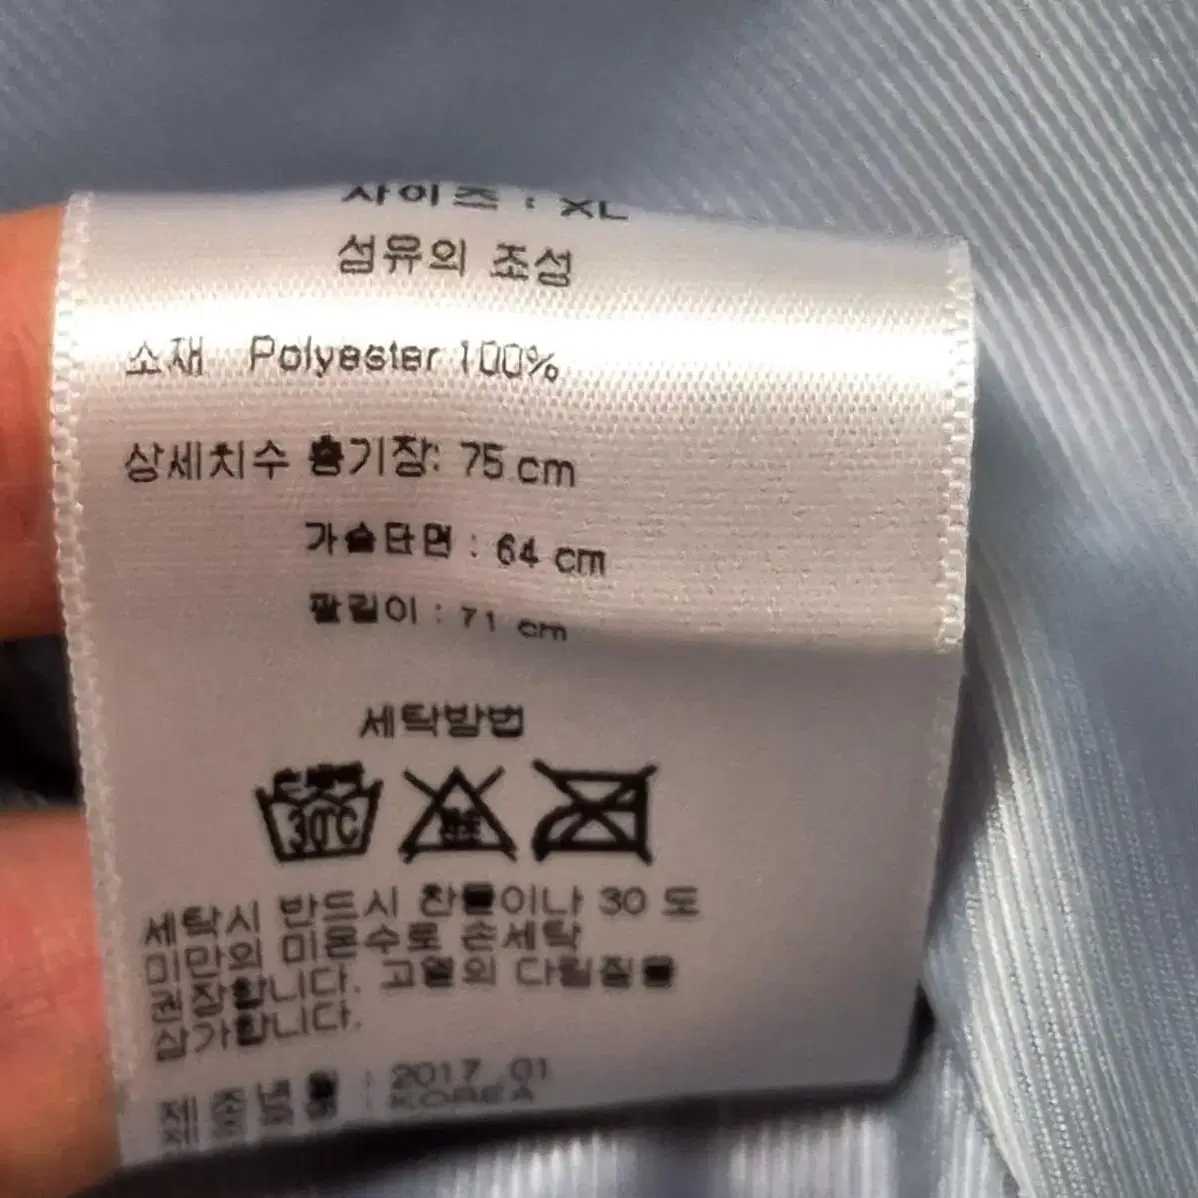 사이즈 : XL
섬유의 조성
소재 Polyester 100%
상세치수 총기장: 75 cm
가슴단면 : 64 cm
팔길이 : 71 cm
세탁방법
30℃
세탁시 반드시 찬물이나 30 도
미만의 미온수로 손세탁
권장합니다. 고열의 다림질을
삼가합니다.
제조년월 : 2017 01
KOREA